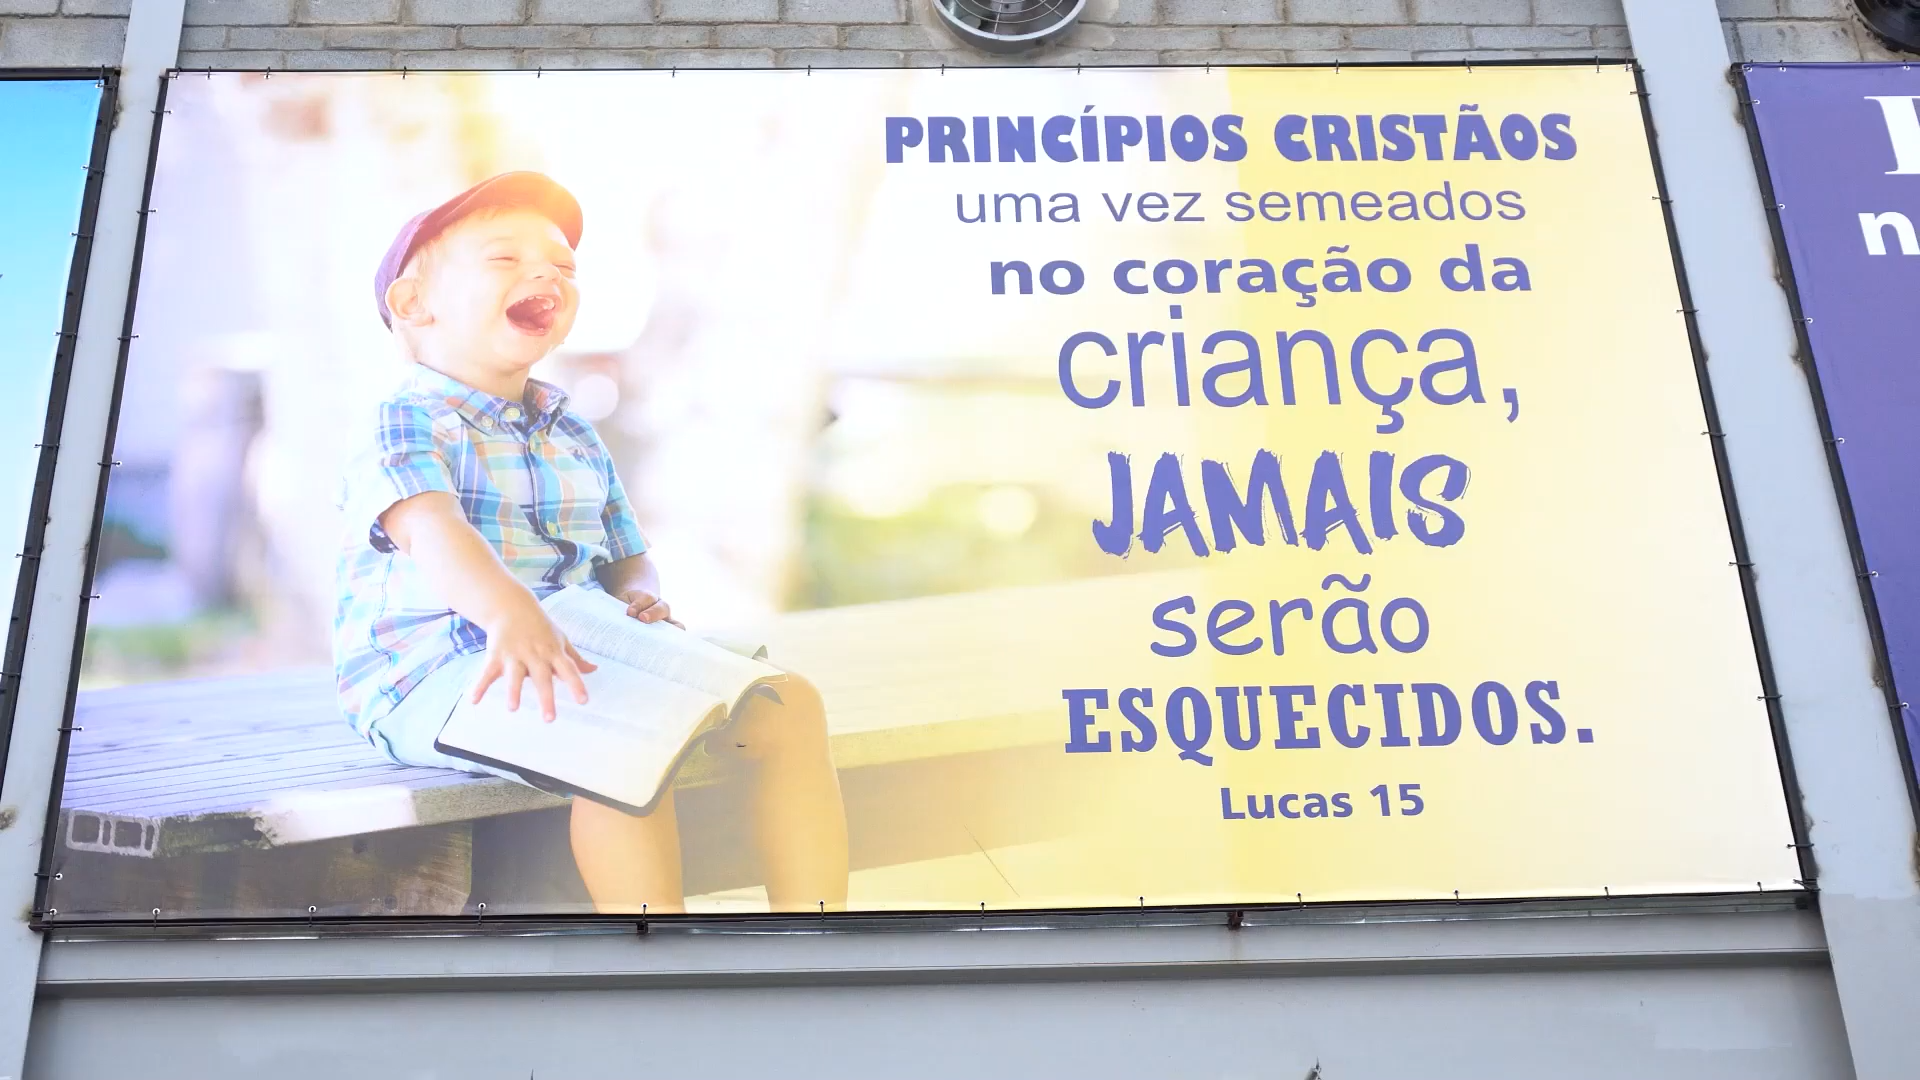 PRINCÍPIOS CRISTÃOS
uma vez semeados
no coração da
criança,
JAMAIS
serão
ESQUECIDOS.
Lucas 15